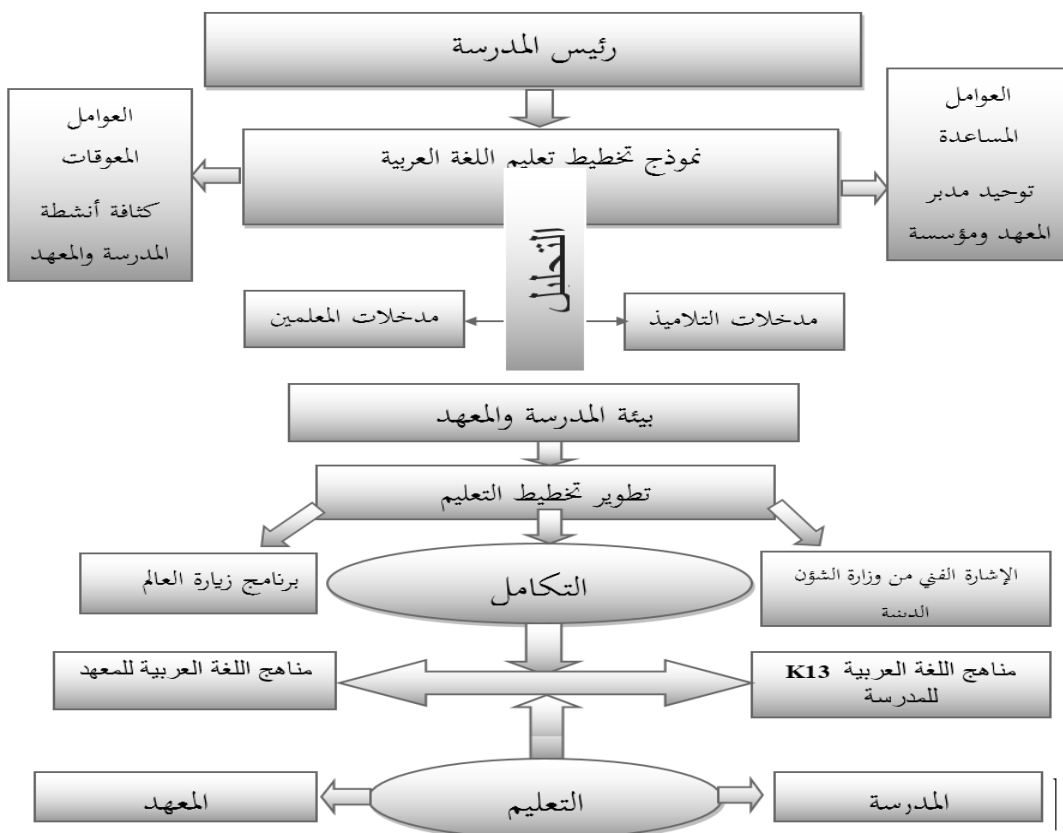 رئيس المدرسة
العوامل
المساعدة
توحيد مدبر
المعهد ومؤسسة
نموذج تخطيط تعليم اللغة العربية
العوامل
المعوقات
كثافة أنشطة
المدرسة والمعهد
التحليل
مدخلات التلاميذ
مدخلات المعلمين
بيئة المدرسة والمعهد
تطوير تخطيط التعليم
الإشارة الفني من وزارة الشؤن
الدينية
التكامل
برنامج زيارة العالم
مناهج اللغة العربية K13
للمدرسة
مناهج اللغة العربية للمعهد
المدرسة
التعليم
المعهد